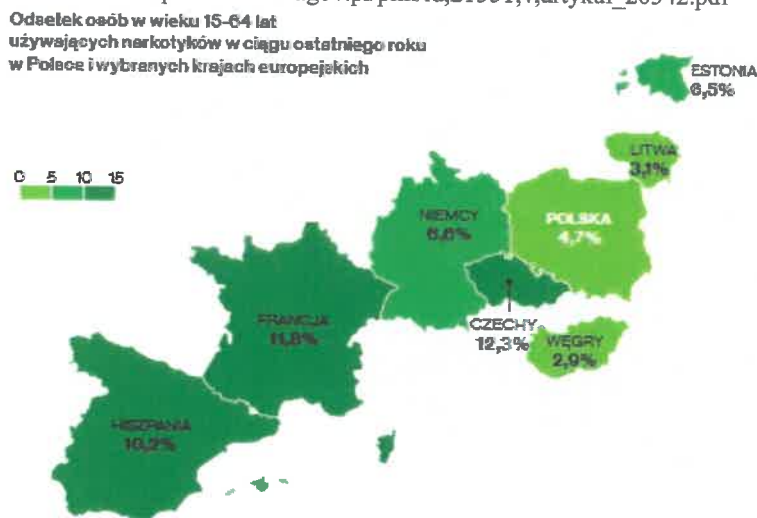 Odsetek osób w wieku 15-64 lat
używających narkotyków w ciągu ostatniego roku
w Polsce i wybranych krajach europejskich
ESTONIA
6,5%
0 5 10 15
LITWA
3,1%
NIEMCY
6,6%
POLSKA
4,7%
CZECHY
12,3%
WĘGRY
2,9%
FRANCJA
11,8%
HISZPANIA
10,2%